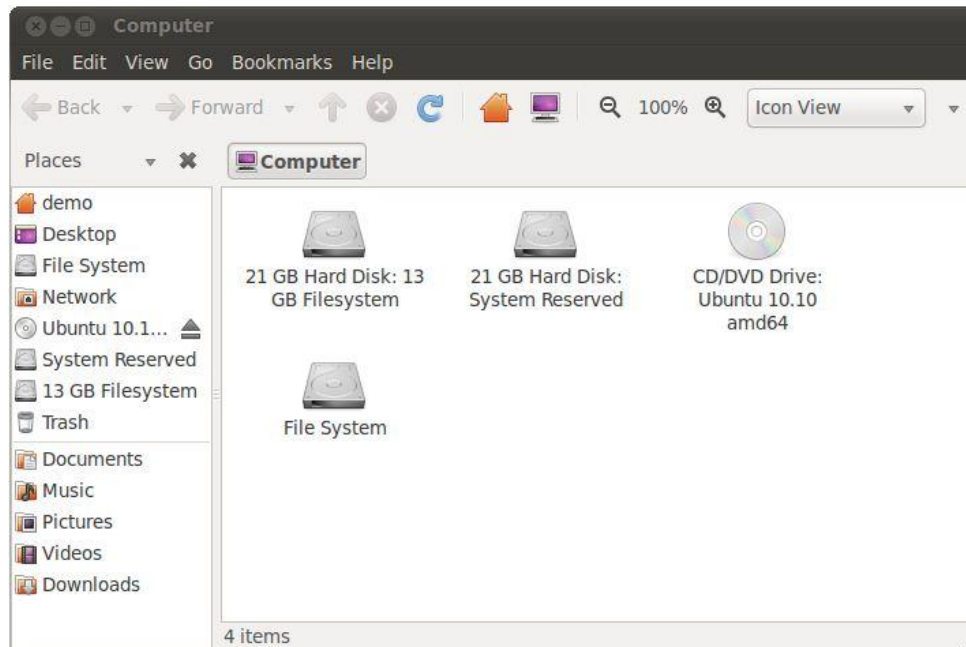 Computer
File Edit View Go Bookmarks Help
Back Forward 100% Icon View
Places Computer
demo
Desktop
File System
Network
Ubuntu 10.1...
System Reserved
13 GB Filesystem
Trash
Documents
Music
Pictures
Videos
Downloads
21 GB Hard Disk: 13
GB Filesystem
21 GB Hard Disk:
System Reserved
CD/DVD Drive:
Ubuntu 10.10
amd64
File System
4 items